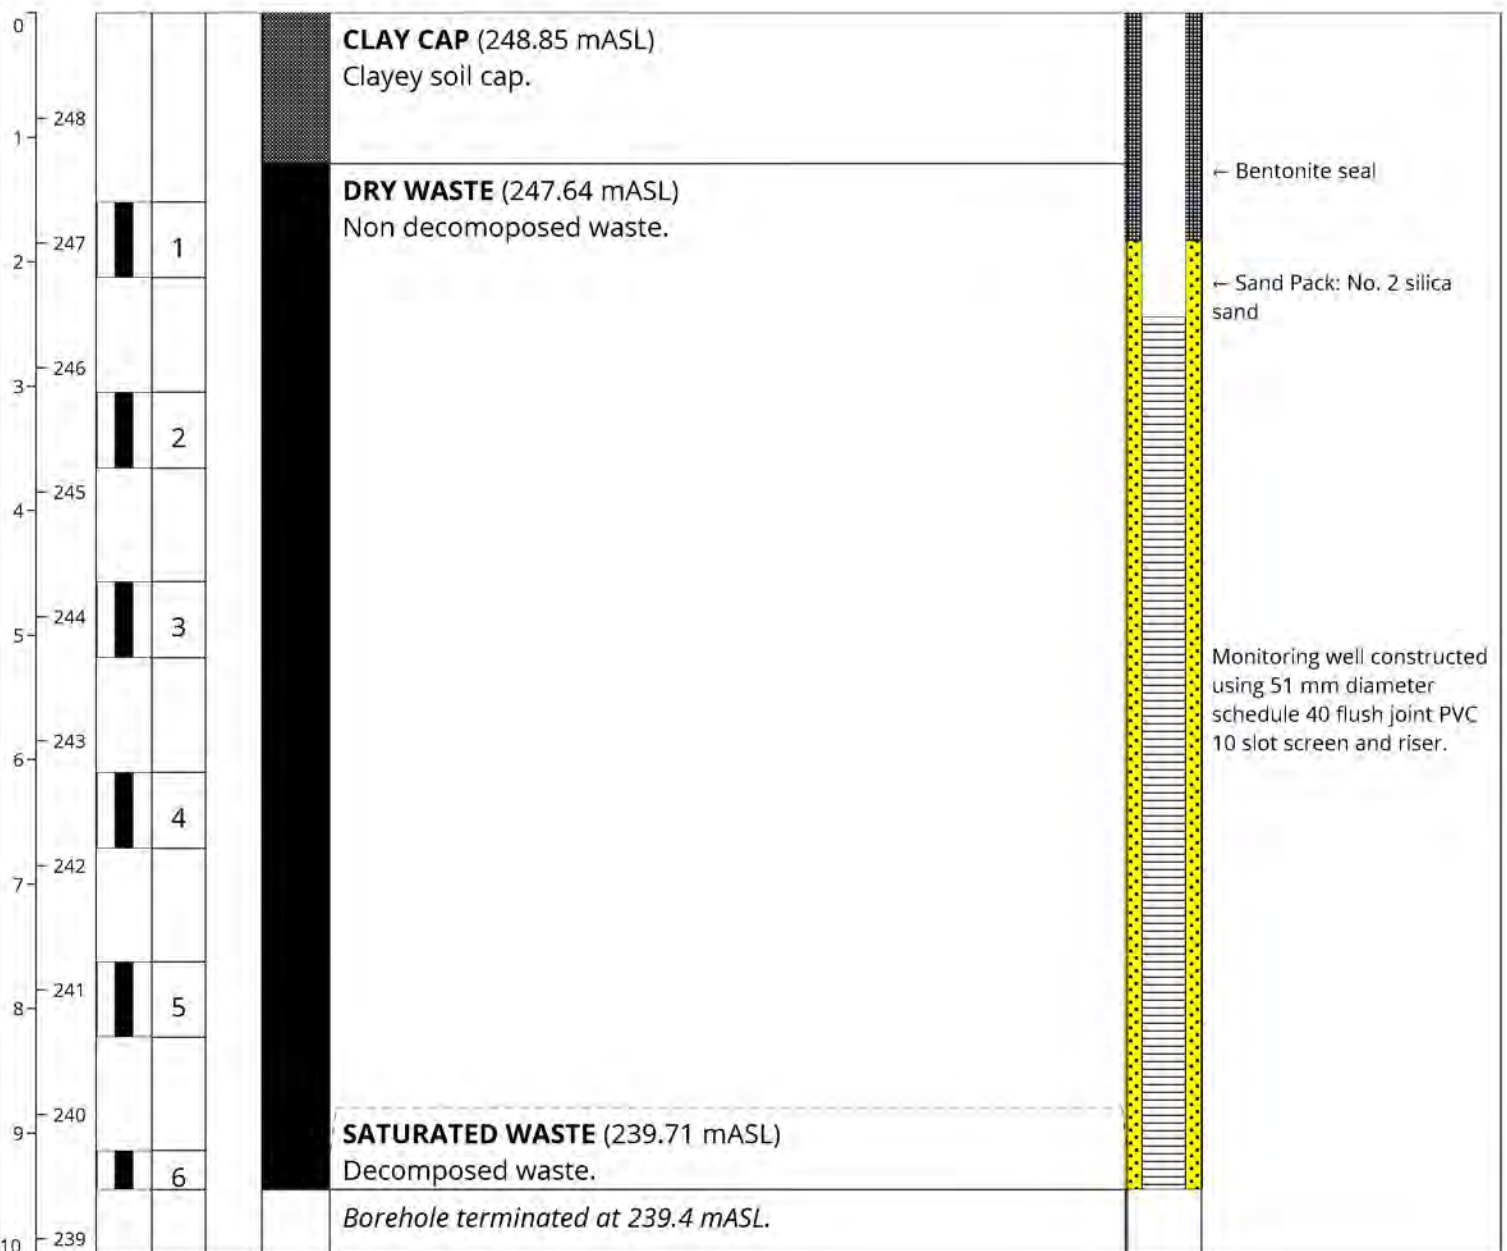 0
CLAY CAP (248.85 mASL)
Clayey soil cap.
248
1
← Bentonite seal
DRY WASTE (247.64 mASL)
Non decomoposed waste.
1
247
2
← Sand Pack: No. 2 silica
sand
246
3
2
245
4
244
3
5
Monitoring well constructed
using 51 mm diameter
schedule 40 flush joint PVC
10 slot screen and riser.
243
6
4
242
7
241
5
8
240
9
SATURATED WASTE (239.71 mASL)
Decomposed waste.
6
Borehole terminated at 239.4 mASL.
239
10